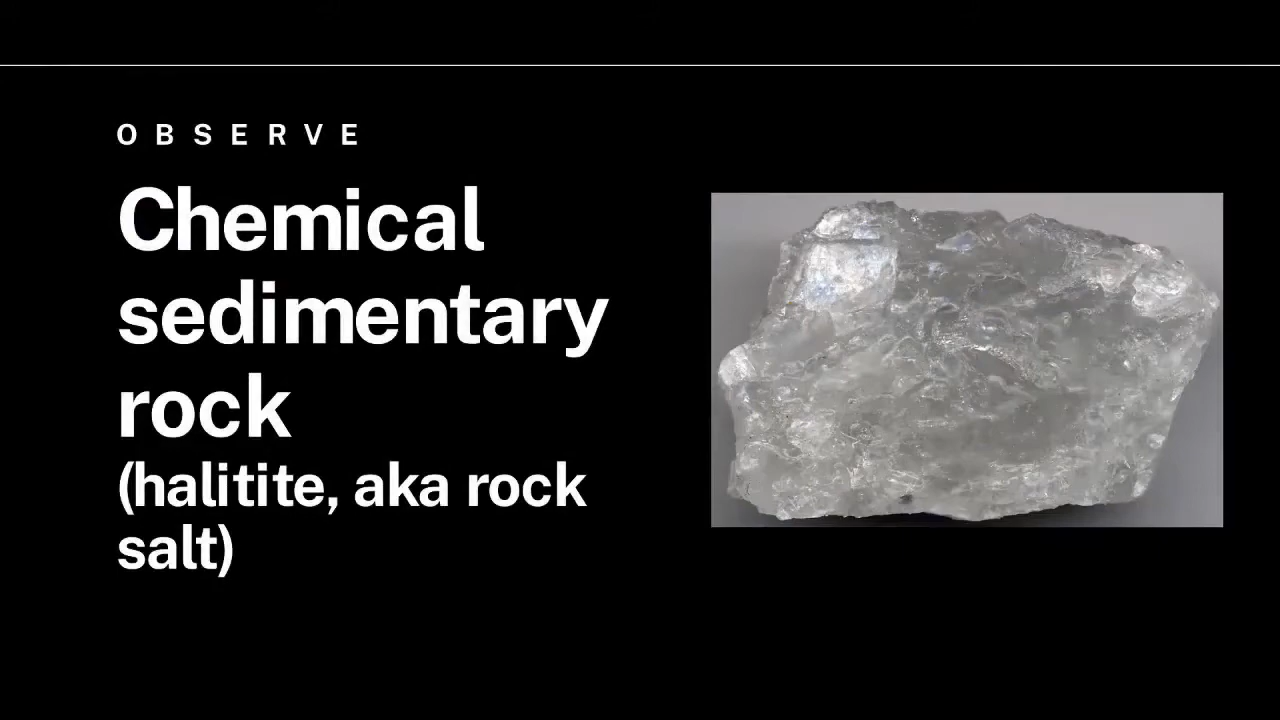 OBSERVE
Chemical
sedimentary
rock
(halitite, aka rock
salt)